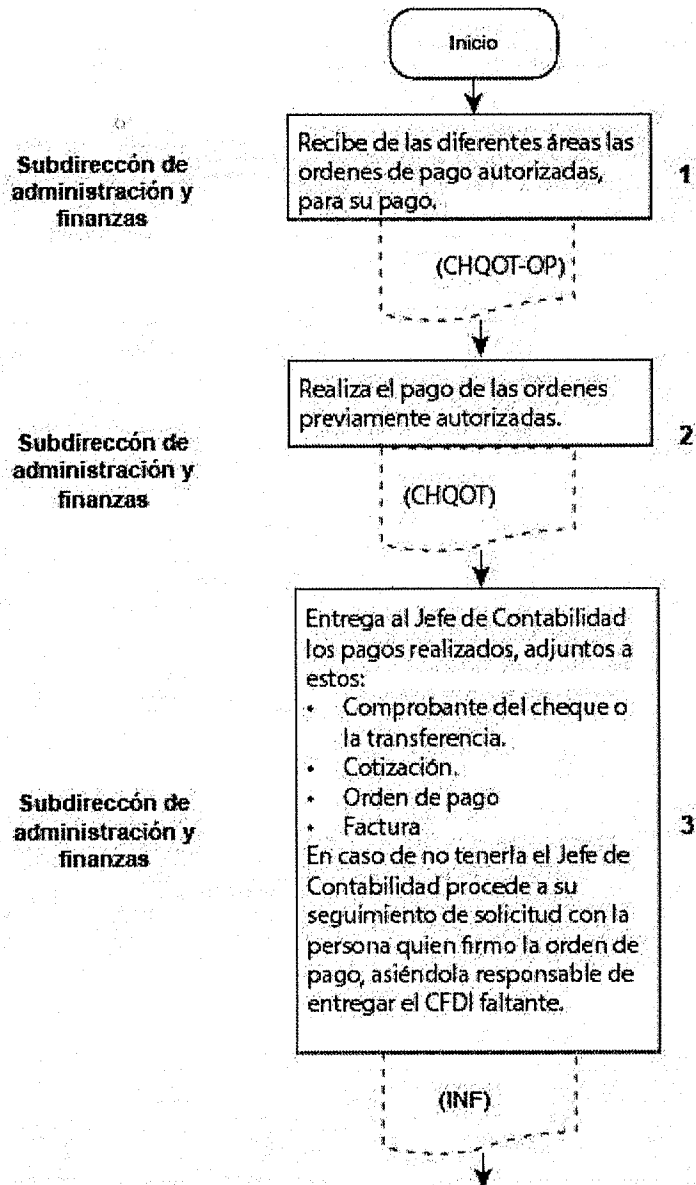 Inicio
Subdireccón de
administración y
finanzas
Recibe de las diferentes áreas las
ordenes de pago autorizadas,
para su pago.
1
(CHQOT-OP)
Subdireccón de
administración y
finanzas
Realiza el pago de las ordenes
previamente autorizadas.
2
(CHQOT)
Subdireccón de
administración y
finanzas
Entrega al Jefe de Contabilidad
los pagos realizados, adjuntos a
estos:
• Comprobante del cheque o
la transferencia.
• Cotización.
• Orden de pago
• Factura
En caso de no tenerla el Jefe de
Contabilidad procede a su
seguimiento de solicitud con la
persona quien firmo la orden de
pago, asiéndola responsable de
entregar el CFDI faltante.
3
(INF)